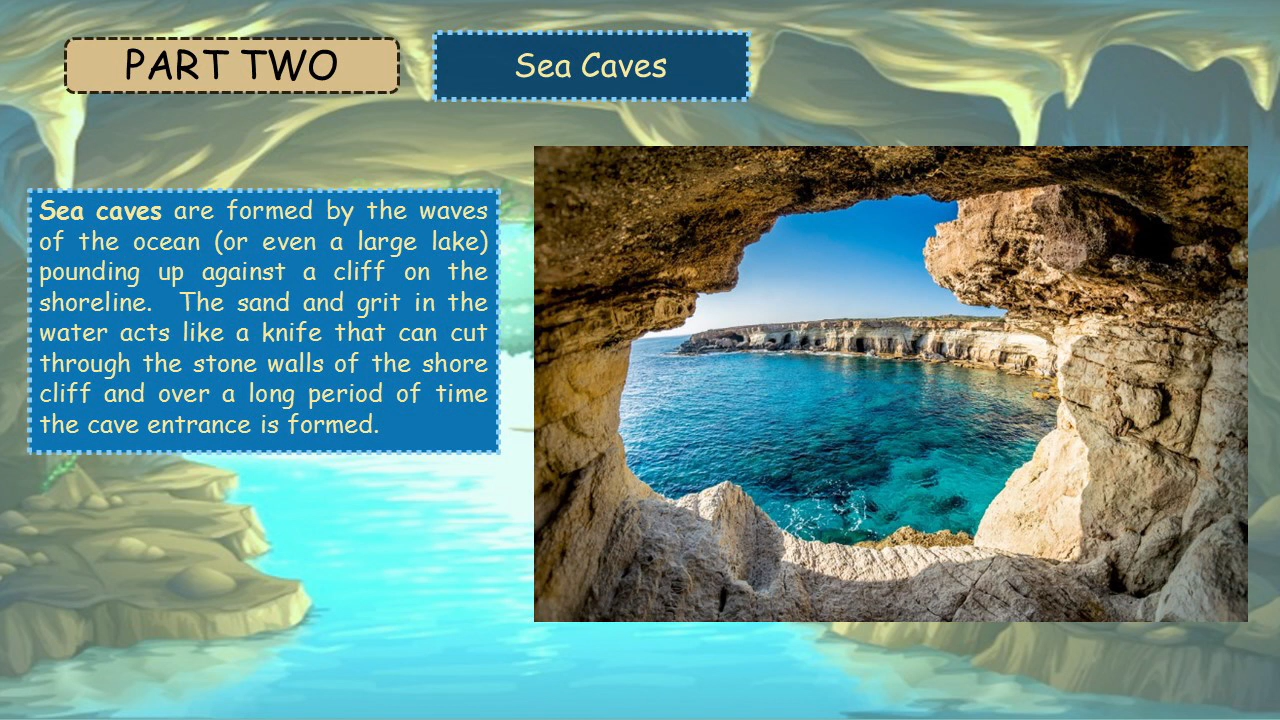 PART TWO
Sea Caves
Sea caves are formed by the waves
of the ocean (or even a large lake)
pounding up against a cliff on the
shoreline.  The sand and grit in the
water acts like a knife that can cut
through the stone walls of the shore
cliff and over a long period of time
the cave entrance is formed.